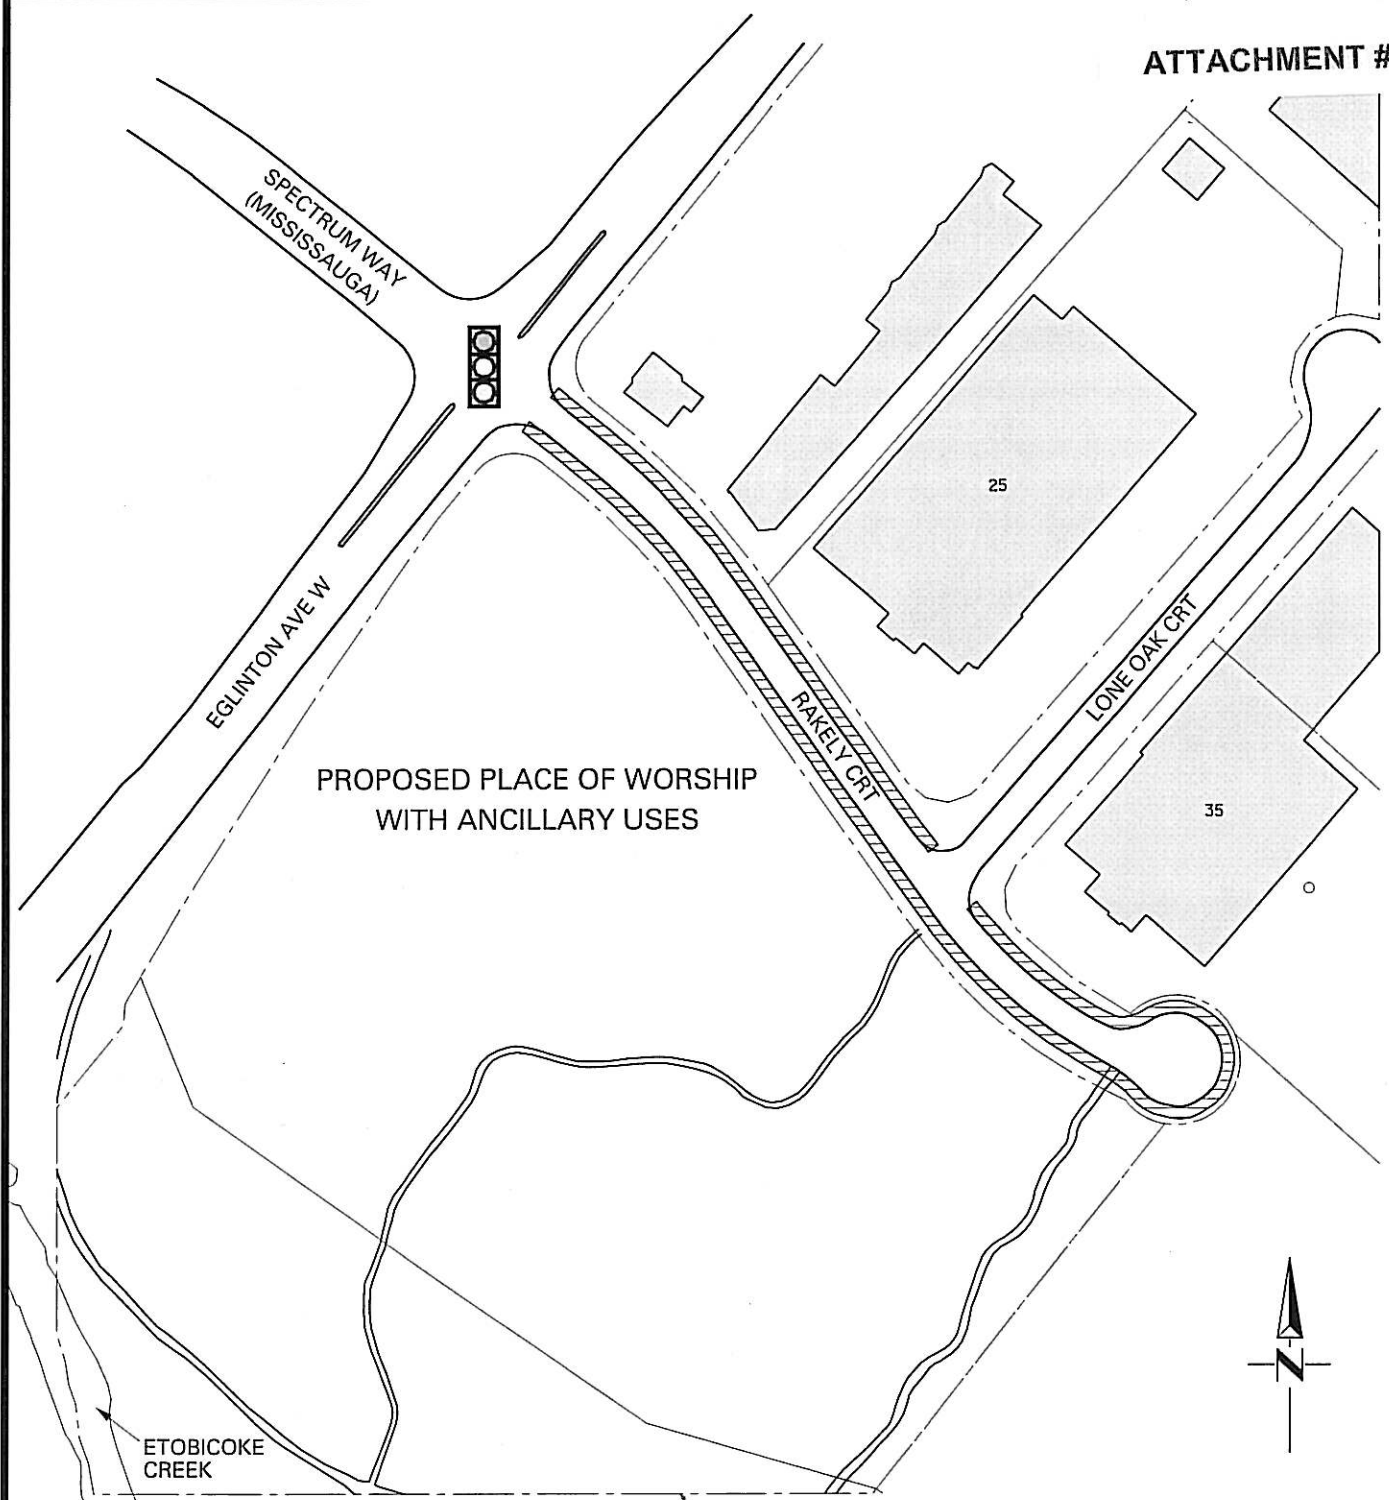 ATTACHMENT #
SPECTRUM WAY
(MISSISSAUGA)
25
EGLINTON AVE W
LONE OAK CRT
RAKELY CRT
PROPOSED PLACE OF WORSHIP
WITH ANCILLARY USES
35
N
ETOBICOKE
CREEK